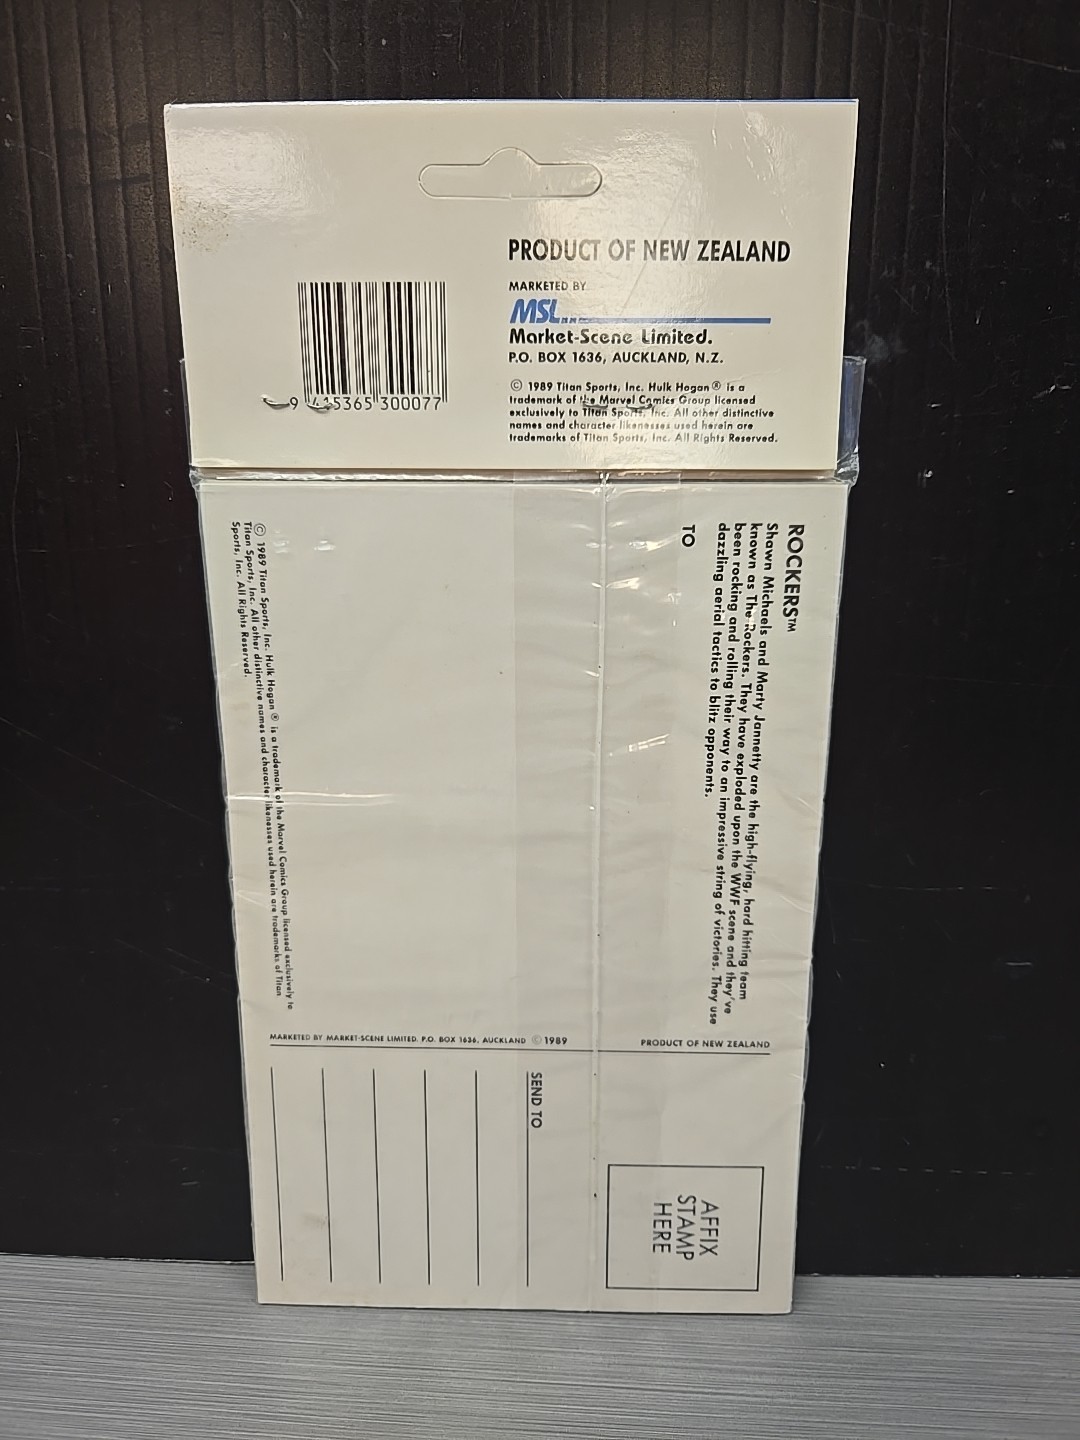 PRODUCT OF NEW ZEALAND
MARKETED BY
MSL
Market-Scene Limited.
P.O. BOX 1636, AUCKLAND, N.Z.
© 1989 Titan Sports, Inc. Hulk Hogan ® is a
trademark of the Marvel Comics Group licensed
exclusively to Titan Sports, Inc. All other distinctive
names and character likenesses used herein are
trademarks of Titan Sports, Inc. All Rights Reserved.
9 415365 300077
ROCKERS™
Shawn Michaels and Marty Jannetty are the high-flying, hard hitting team
known as The Rockers. They have exploded upon the WWF scene and they've
been rocking and rolling their way to an impressive string of victories. They use
dazzling aerial tactics to blitz opponents.
TO
© 1989 Titan Sports, Inc. Hulk Hogan ® is a trademark of the Marvel Comics Group licensed exclusively to
Titan Sports, Inc. All other distinctive names and character likenesses used herein are trademarks of Titan
Sports, Inc. All Rights Reserved.
MARKETED BY MARKET-SCENE LIMITED. P.O. BOX 1636, AUCKLAND © 1989
PRODUCT OF NEW ZEALAND
AFFIX
STAMP
HERE
SEND TO